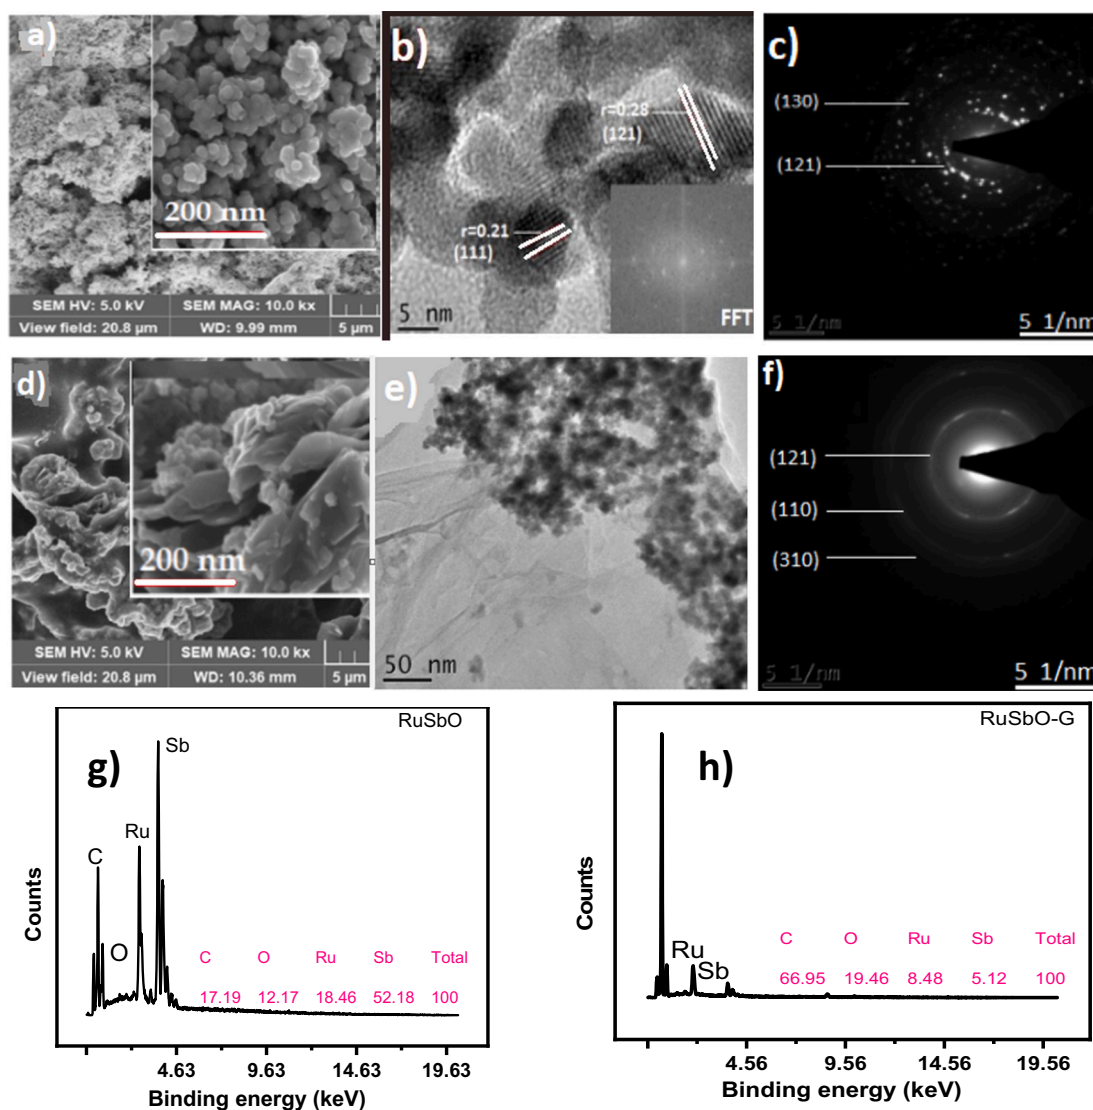 a)
200 nm
SEM HV: 5.0 kV
SEM MAG: 10.0 kx
View field: 20.8 µm
WD: 9.99 mm
5 µm
b)
r=0.28
(121)
r=0.21
(111)
5 nm
FFT
c)
(130)
(121)
5 1/nm
5 1/nm
d)
200 nm
SEM HV: 5.0 kV
SEM MAG: 10.0 kx
View field: 20.8 µm
WD: 10.36 mm
5 µm
e)
50 nm
f)
(121)
(110)
(310)
5 1/nm
5 1/nm
RuSbO
g)
Sb
Ru
C
O
C O Ru Sb Total
17.19 12.17 18.46 52.18 100
Counts
4.63 9.63 14.63 19.63
Binding energy (keV)
RuSbO-G
h)
Ru
Sb
C O Ru Sb Total
66.95 19.46 8.48 5.12 100
Counts
4.56 9.56 14.56 19.56
Binding energy (keV)